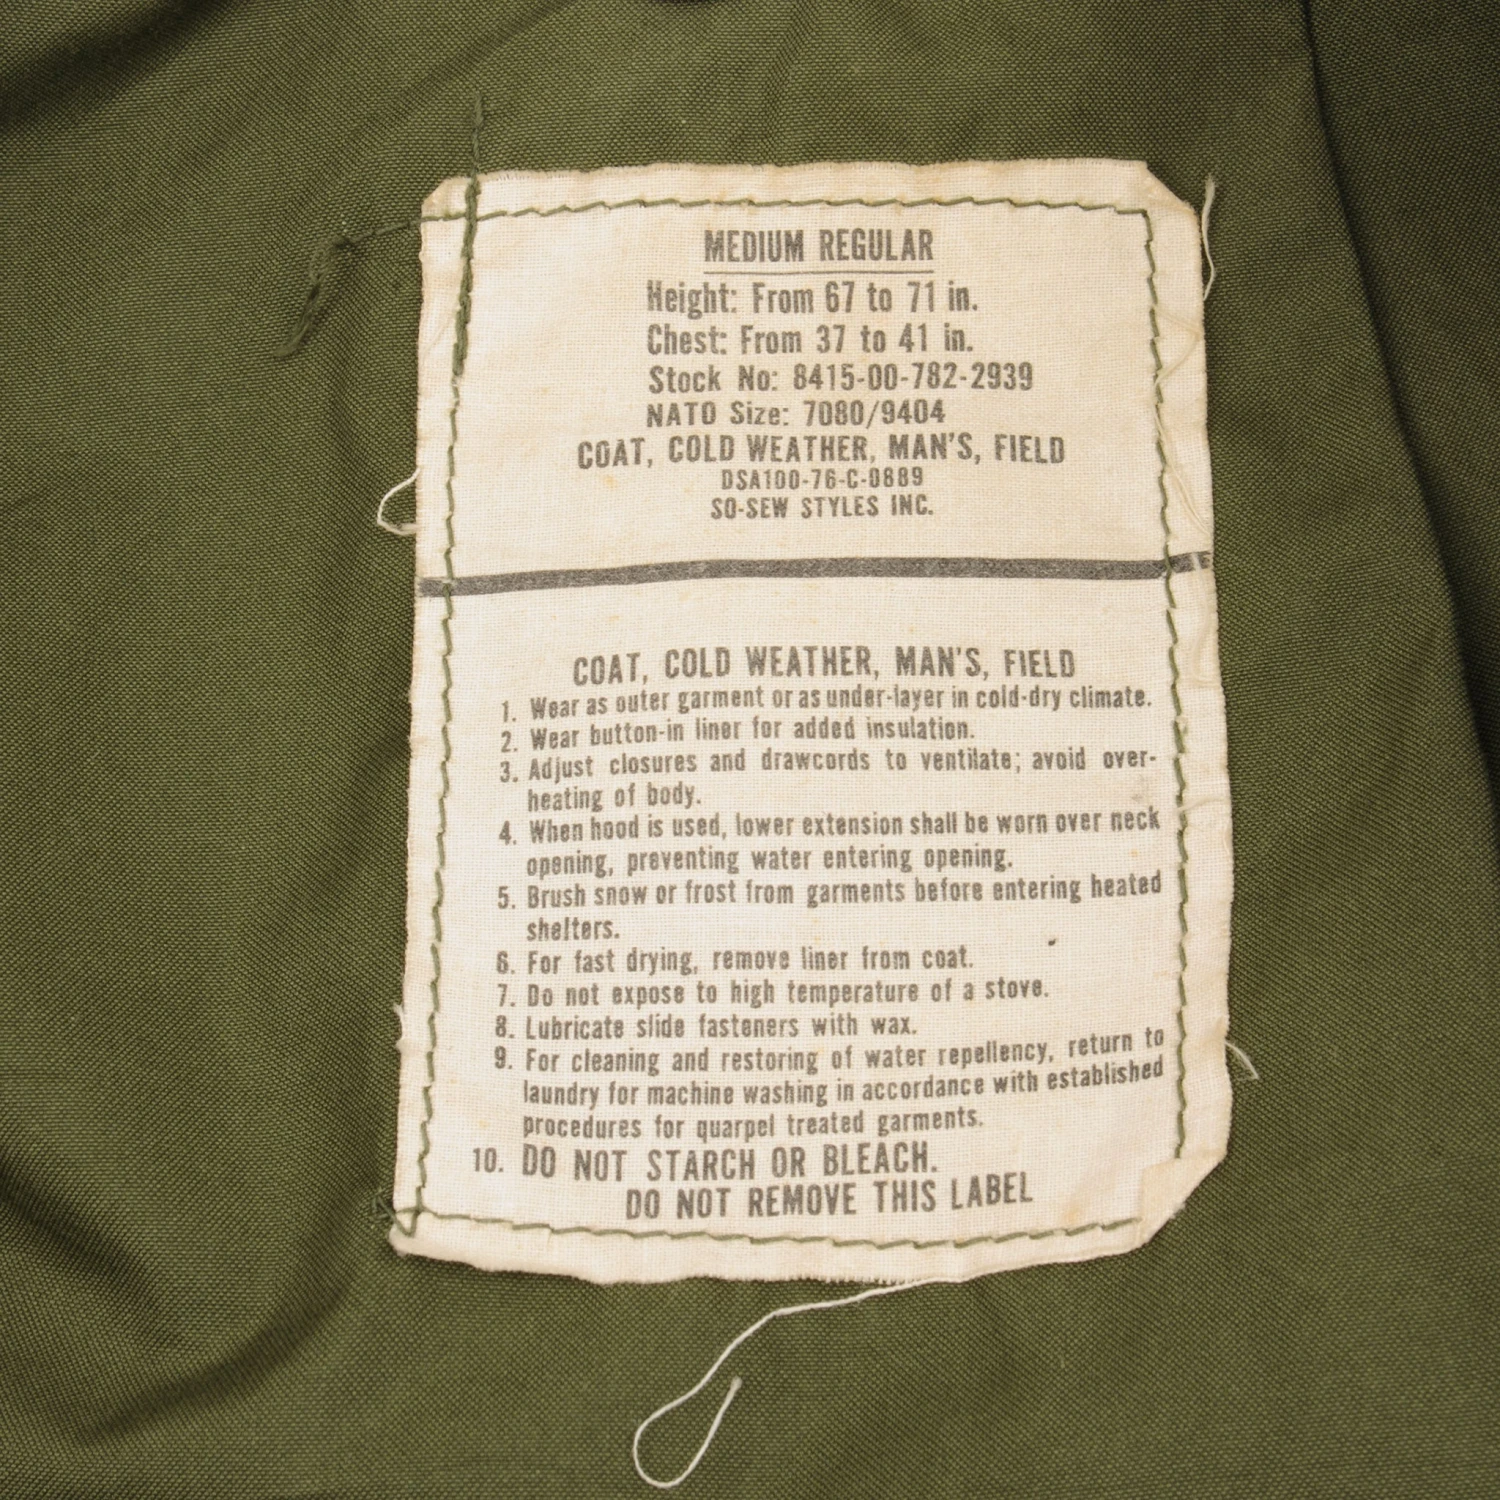 MEDIUM REGULAR
Height: From 67 to 71 in.
Chest: From 37 to 41 in.
Stock No: 8415-00-782-2939
NATO Size: 7080/9404
COAT, COLD WEATHER, MAN'S, FIELD
DSA100-76-C-0889
SO-SEW STYLES INC.
COAT, COLD WEATHER, MAN'S, FIELD
1. Wear as outer garment or as under-layer in cold-dry climate.
2. Wear button-in liner for added insulation.
3. Adjust closures and drawcords to ventilate; avoid over-
heating of body.
4. When hood is used, lower extension shall be worn over neck
opening, preventing water entering opening.
5. Brush snow or frost from garments before entering heated
shelters.
6. For fast drying, remove liner from coat.
7. Do not expose to high temperature of a stove.
8. Lubricate slide fasteners with wax.
9. For cleaning and restoring of water repellency, return to
laundry for machine washing in accordance with established
procedures for quarpel treated garments.
10. DO NOT STARCH OR BLEACH.
DO NOT REMOVE THIS LABEL